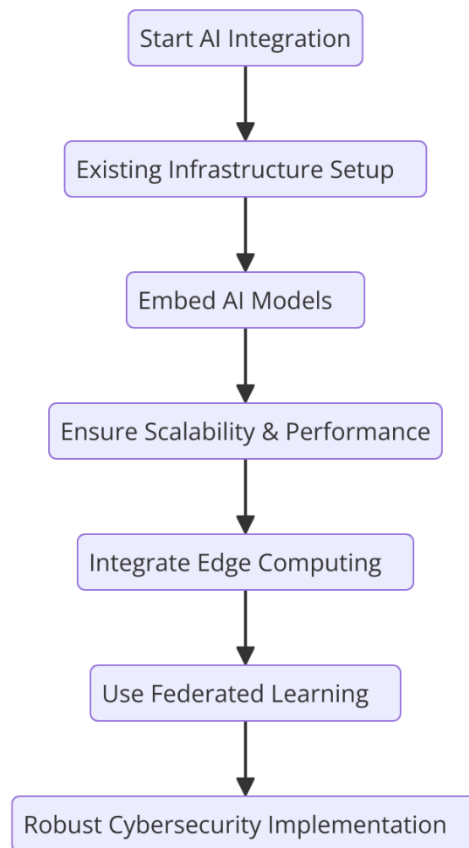 Start AI Integration
Existing Infrastructure Setup
Embed AI Models
Ensure Scalability & Performance
Integrate Edge Computing
Use Federated Learning
Robust Cybersecurity Implementation